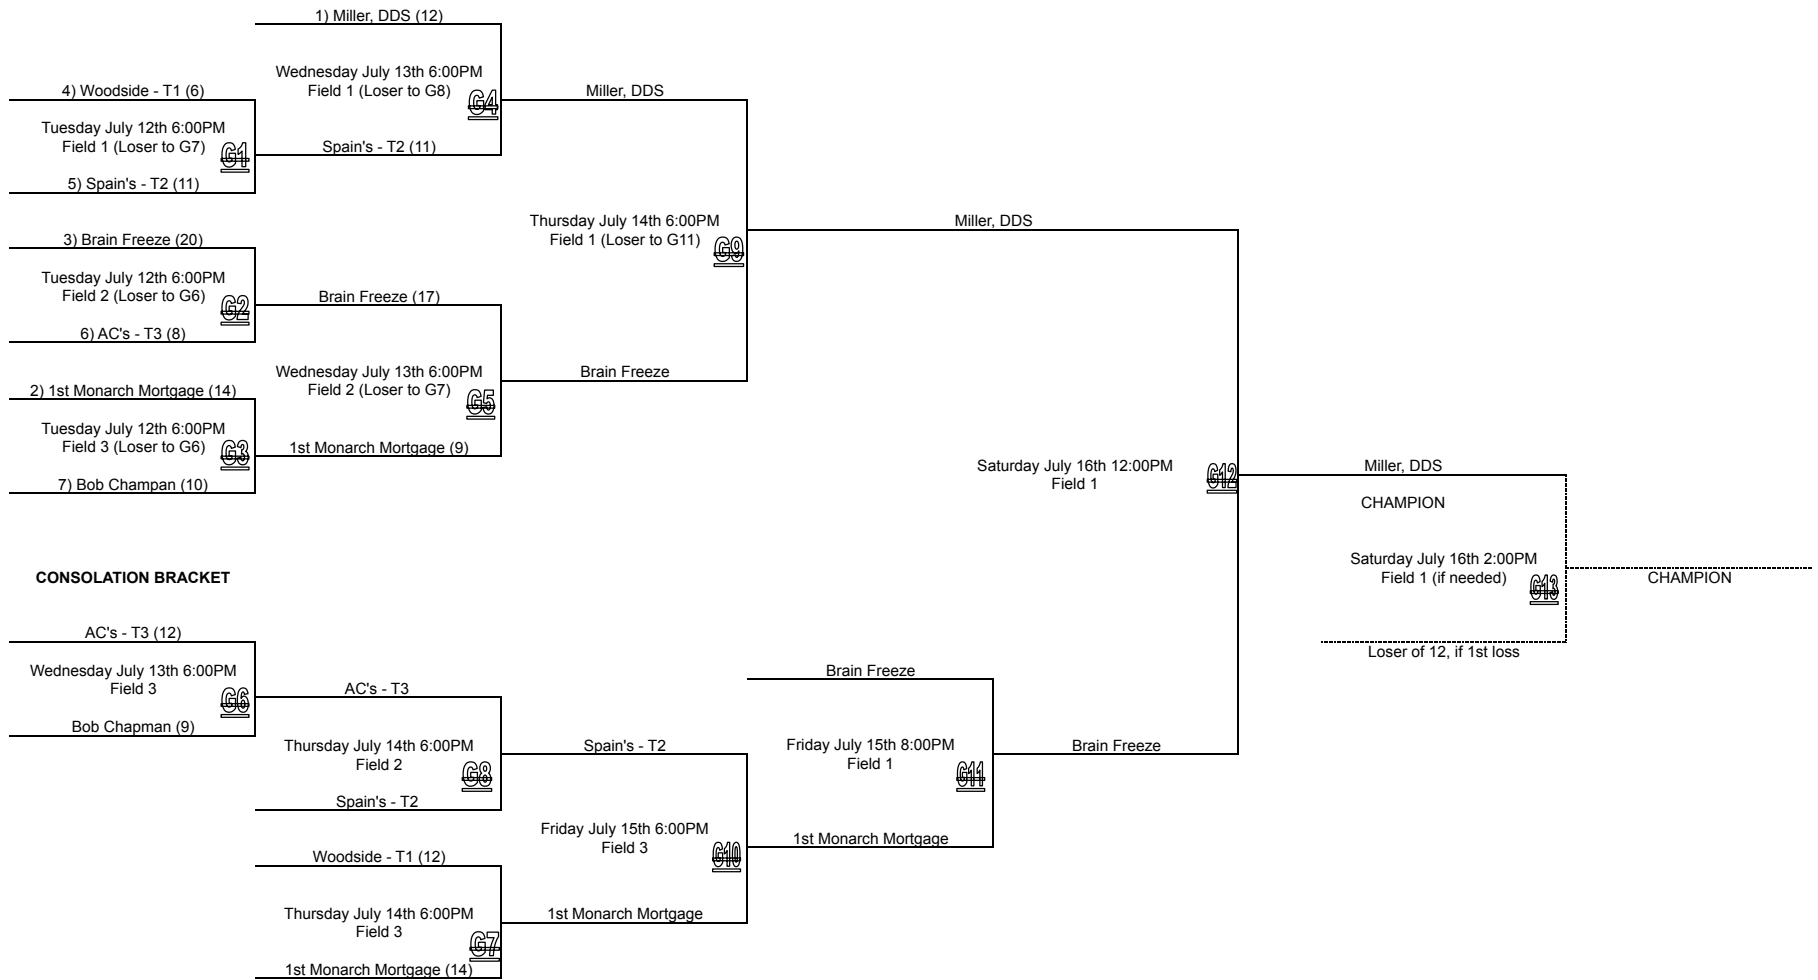 1) Miller, DDS (12)
Wednesday July 13th 6:00PM
Field 1 (Loser to G8)
G4
4) Woodside - T1 (6)
Tuesday July 12th 6:00PM
Field 1 (Loser to G7)
G1
5) Spain's - T2 (11)
Spain's - T2 (11)
Miller, DDS
3) Brain Freeze (20)
Tuesday July 12th 6:00PM
Field 2 (Loser to G6)
G2
6) AC's - T3 (8)
Brain Freeze (17)
Wednesday July 13th 6:00PM
Field 2 (Loser to G7)
G5
2) 1st Monarch Mortgage (14)
Tuesday July 12th 6:00PM
Field 3 (Loser to G6)
G3
7) Bob Champan (10)
1st Monarch Mortgage (9)
Thursday July 14th 6:00PM
Field 1 (Loser to G11)
G9
Brain Freeze
Miller, DDS
Saturday July 16th 12:00PM
Field 1
G12
Miller, DDS
CHAMPION
Saturday July 16th 2:00PM
Field 1 (if needed)
G13
CHAMPION
Loser of 12, if 1st loss
CONSOLATION BRACKET
AC's - T3 (12)
Wednesday July 13th 6:00PM
Field 3
G6
Bob Chapman (9)
AC's - T3
Thursday July 14th 6:00PM
Field 2
G8
Spain's - T2
Spain's - T2
Woodside - T1 (12)
Thursday July 14th 6:00PM
Field 3
G7
1st Monarch Mortgage (14)
Friday July 15th 6:00PM
Field 3
G10
1st Monarch Mortgage
Brain Freeze
Friday July 15th 8:00PM
Field 1
G11
1st Monarch Mortgage
Brain Freeze